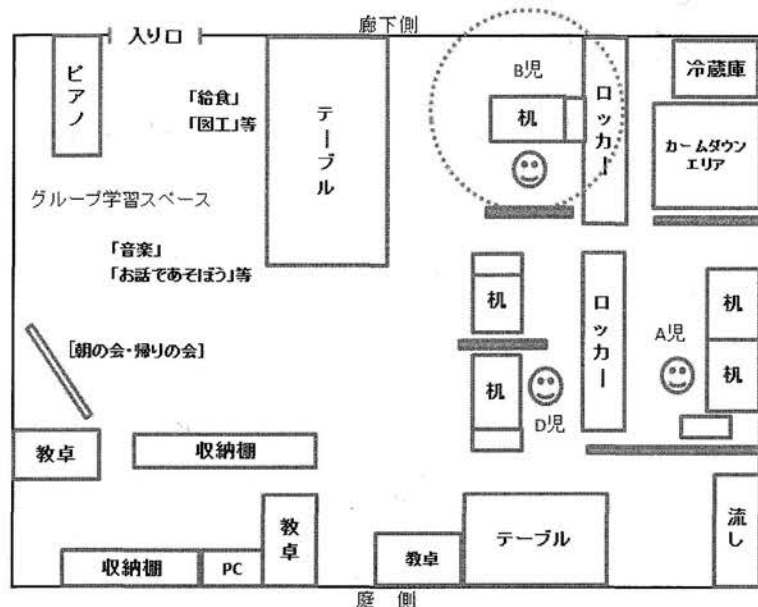 廊下側
入り口
ピアノ
「給食」
「図工」等
テーブル
B児
机
ロッカー
冷蔵庫
カームダウン
エリア
グループ学習スペース
「音楽」
「お話であそぼう」等
[朝の会・帰りの会]
机
机
D児
ロッカー
A児
机
机
教卓
収納棚
収納棚
PC
教卓
教卓
テーブル
流し
庭側